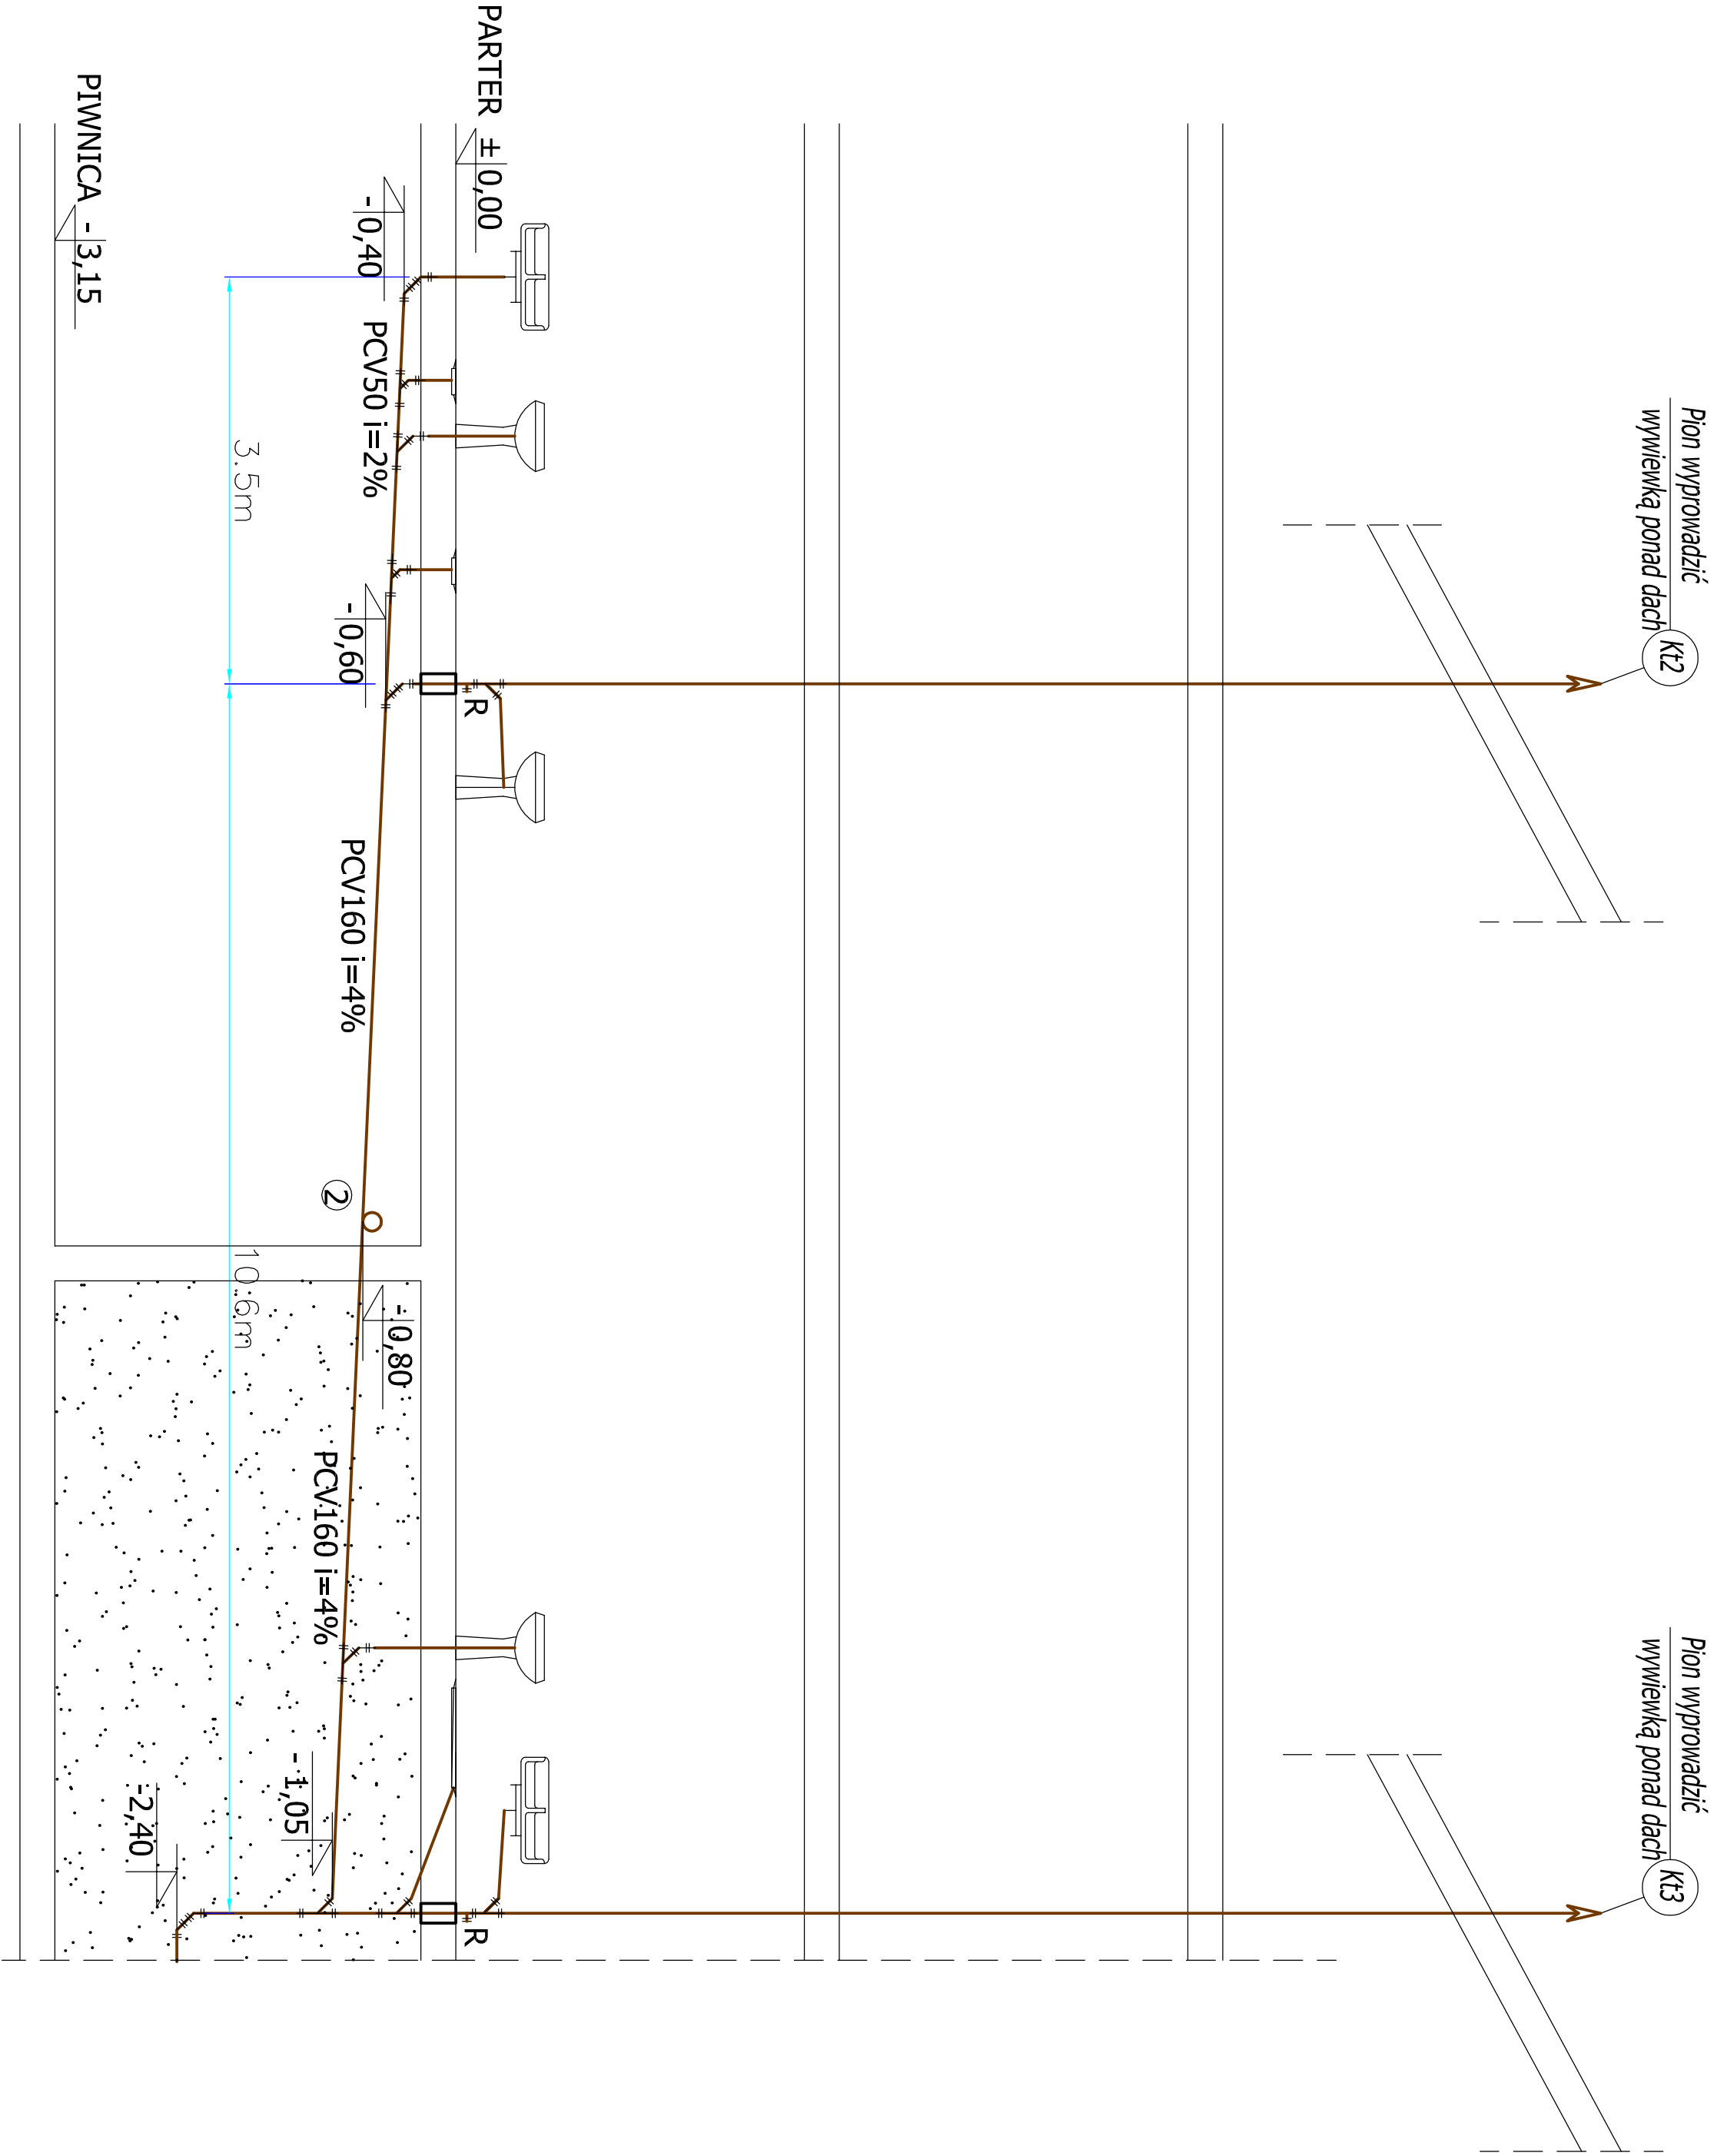 Pion wyprowadzić
wywiewką ponad dach
Kt2
Pion wyprowadzić
wywiewką ponad dach
Kt3
PARTER ± 0,00
R
R
- 0,40
PCV50 i=2%
- 0,60
PCV160 i=4%
2
- 0,80
PCV160 i=4%
- 1,05
3.5m
10.6m
-2,40
PIWNICA - 3,15